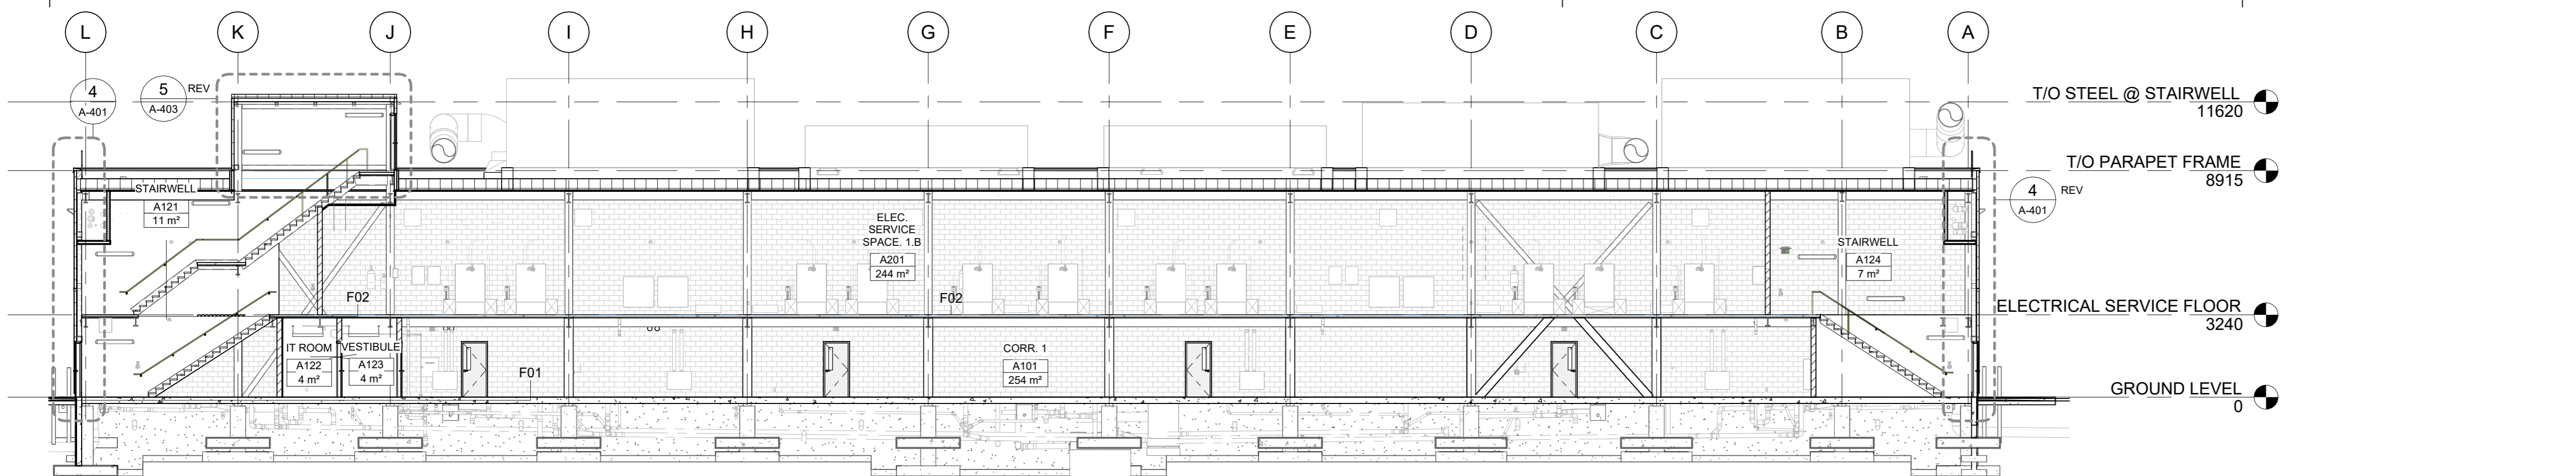 L
K
J
I
H
G
F
E
D
C
B
A
4
A-401
5
A-403
REV
T/O STEEL @ STAIRWELL
11620
T/O PARAPET FRAME
8915
4
A-401
REV
STAIRWELL
A121
11 m²
ELEC.
SERVICE
SPACE. 1.B
A201
244 m²
STAIRWELL
A124
7 m²
F02
F02
ELECTRICAL SERVICE FLOOR
3240
IT ROOM
A122
4 m²
VESTIBULE
A123
4 m²
F01
CORR. 1
A101
254 m²
GROUND LEVEL
0